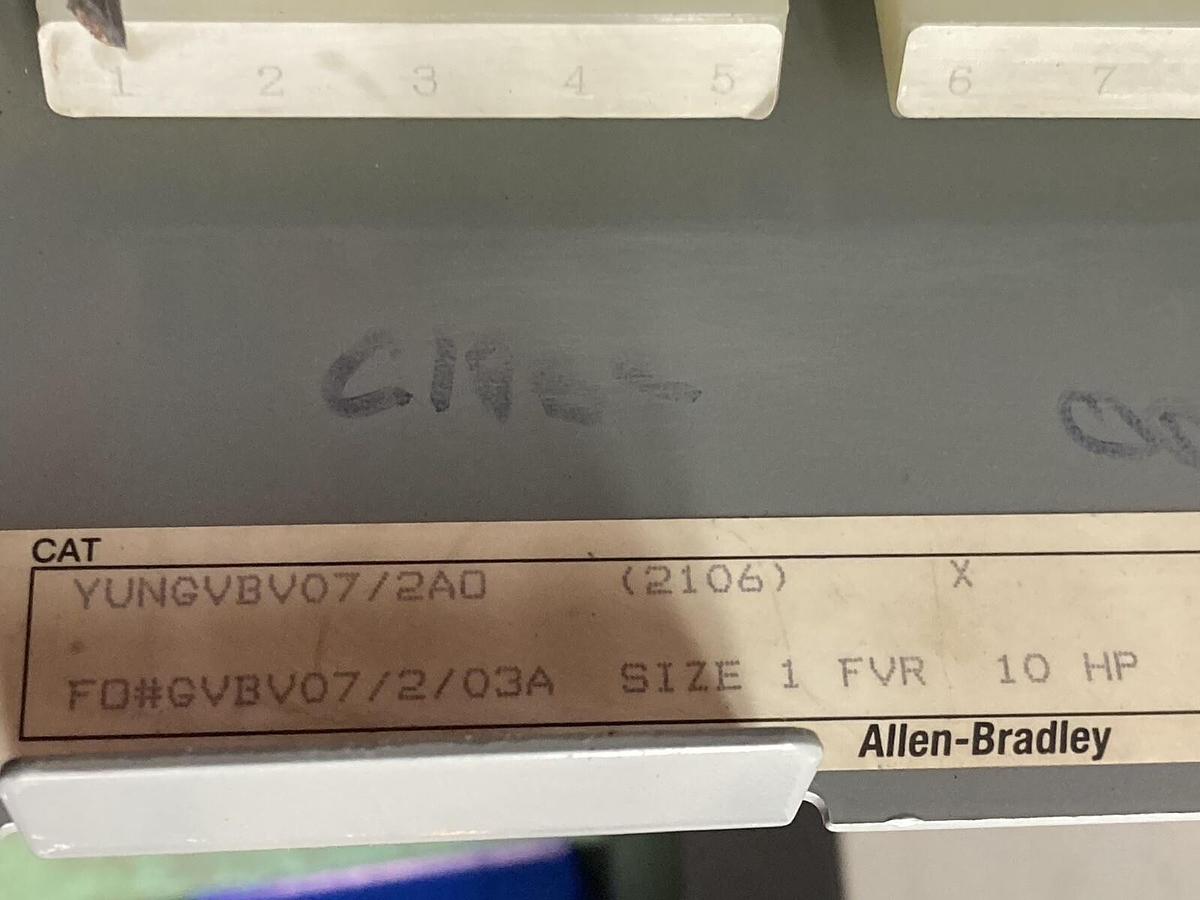 1 2 3 4 5 6 7
CAT
YUNGVBV07/2A0 (2106) X
FO#GVBV07/2/03A SIZE 1 FVR 10 HP
Allen-Bradley